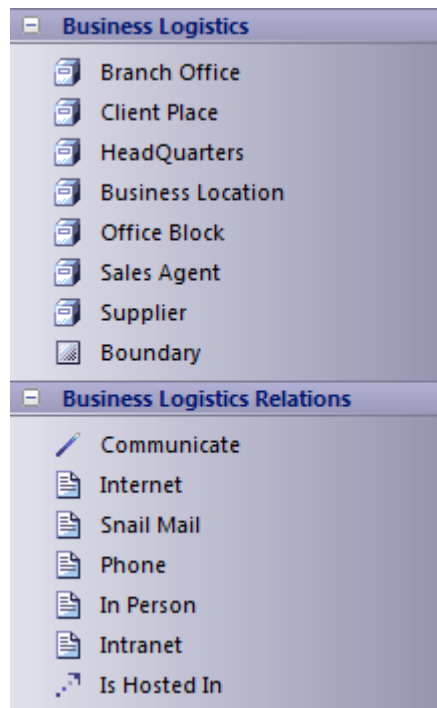 Business Logistics
Branch Office
Client Place
HeadQuarters
Business Location
Office Block
Sales Agent
Supplier
Boundary
Business Logistics Relations
Communicate
Internet
Snail Mail
Phone
In Person
Intranet
Is Hosted In